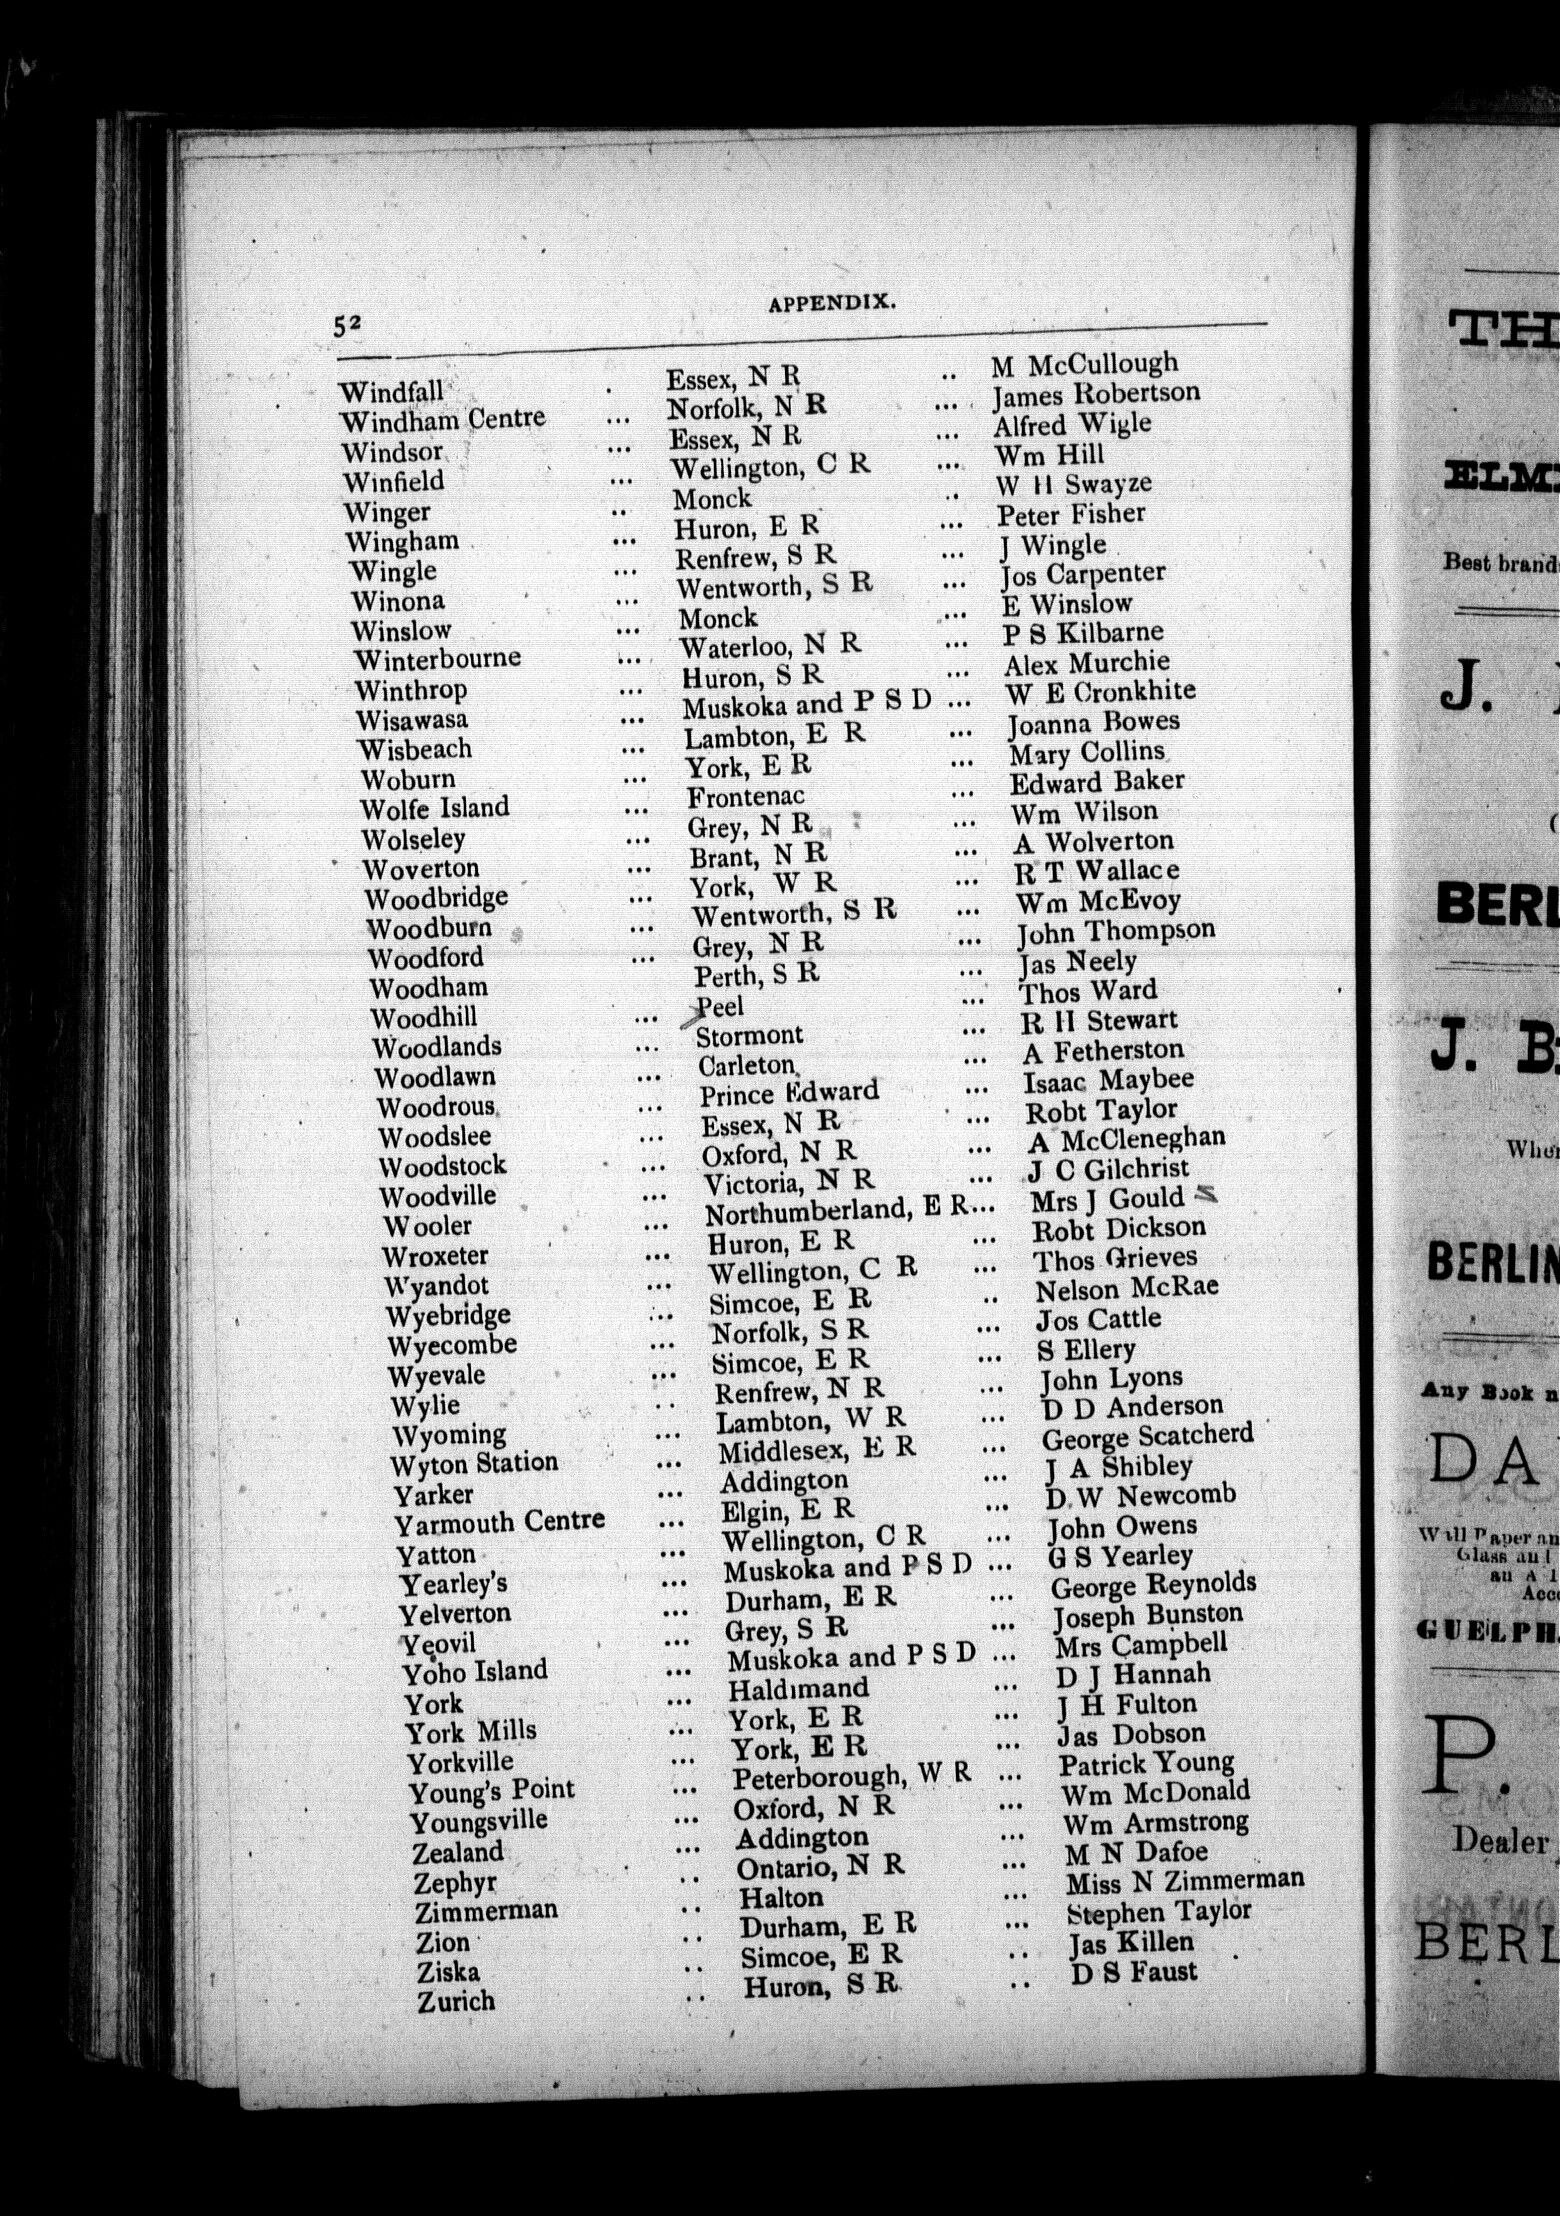 52
APPENDIX.
Windfall . Essex, N R .. M McCullough
Windham Centre ... Norfolk, N R ... James Robertson
Windsor ... Essex, N R ... Alfred Wigle
Winfield ... Wellington, C R ... Wm Hill
Winger .. Monck .. W H Swayze
Wingham ... Huron, E R ... Peter Fisher
Wingle ... Renfrew, S R ... J Wingle
Winona ... Wentworth, S R ... Jos Carpenter
Winslow ... Monck ... E Winslow
Winterbourne ... Waterloo, N R ... P S Kilbarne
Winthrop ... Huron, S R ... Alex Murchie
Wisawasa ... Muskoka and P S D ... W E Cronkhite
Wisbeach ... Lambton, E R ... Joanna Bowes
Woburn ... York, E R ... Mary Collins
Wolfe Island ... Frontenac ... Edward Baker
Wolseley ... Grey, N R ... Wm Wilson
Woverton ... Brant, N R ... A Wolverton
Woodbridge ... York, W R ... R T Wallace
Woodburn ... Wentworth, S R ... Wm McEvoy
Woodford ... Grey, N R ... John Thompson
Woodham Perth, S R ... Jas Neely
Woodhill ... Peel ... Thos Ward
Woodlands ... Stormont ... R H Stewart
Woodlawn ... Carleton ... A Fetherston
Woodrous ... Prince Edward ... Isaac Maybee
Woodslee ... Essex, N R ... Robt Taylor
Woodstock ... Oxford, N R ... A McCleneghan
Woodville ... Victoria, N R ... J C Gilchrist
Wooler ... Northumberland, E R... Mrs J Gould
Wroxeter ... Huron, E R ... Robt Dickson
Wyandot ... Wellington, C R ... Thos Grieves
Wyebridge ... Simcoe, E R .. Nelson McRae
Wyecombe ... Norfolk, S R ... Jos Cattle
Wyevale ... Simcoe, E R ... S Ellery
Wylie .. Renfrew, N R ... John Lyons
Wyoming ... Lambton, W R ... D D Anderson
Wyton Station ... Middlesex, E R ... George Scatcherd
Yarker ... Addington ... J A Shibley
Yarmouth Centre ... Elgin, E R ... D W Newcomb
Yatton ... Wellington, C R ... John Owens
Yearley's ... Muskoka and P S D ... G S Yearley
Yelverton ... Durham, E R ... George Reynolds
Yeovil ... Grey, S R ... Joseph Bunston
Yoho Island ... Muskoka and P S D ... Mrs Campbell
York ... Haldimand ... D J Hannah
York Mills ... York, E R ... J H Fulton
Yorkville ... York, E R ... Jas Dobson
Young's Point ... Peterborough, W R ... Patrick Young
Youngsville ... Oxford, N R ... Wm McDonald
Zealand ... Addington ... Wm Armstrong
Zephyr .. Ontario, N R ... M N Dafoe
Zimmerman .. Halton ... Miss N Zimmerman
Zion .. Durham, E R ... Stephen Taylor
Ziska .. Simcoe, E R .. Jas Killen
Zurich .. Huron, S R .. D S Faust
TH
ELM
Best brand
J.
BERL
J. B
BERLIN
Any Book
DA
GUELPH
P.
Dealer
BERL